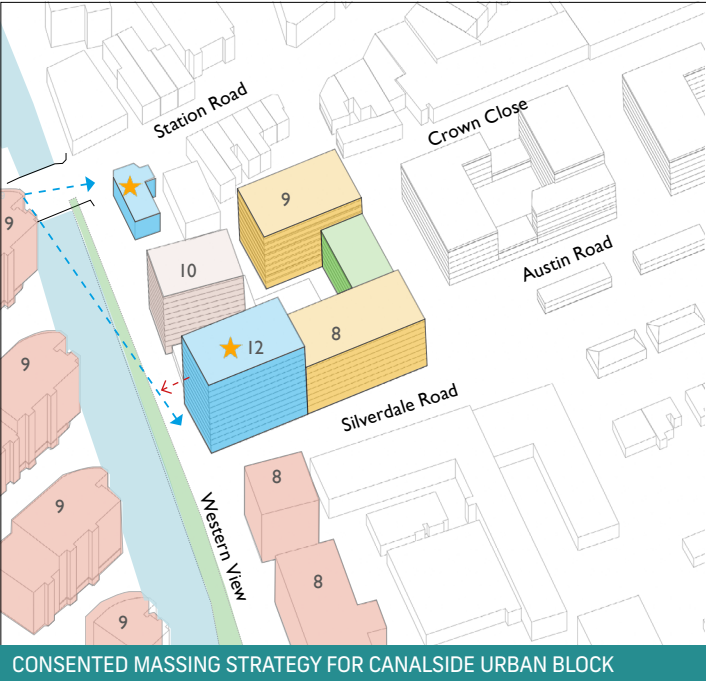 Station Road
Crown Close
9
9
10
Austin Road
12
8
9
Silverdale Road
8
9
Western View
8
9
CONSENTED MASSING STRATEGY FOR CANALSIDE URBAN BLOCK